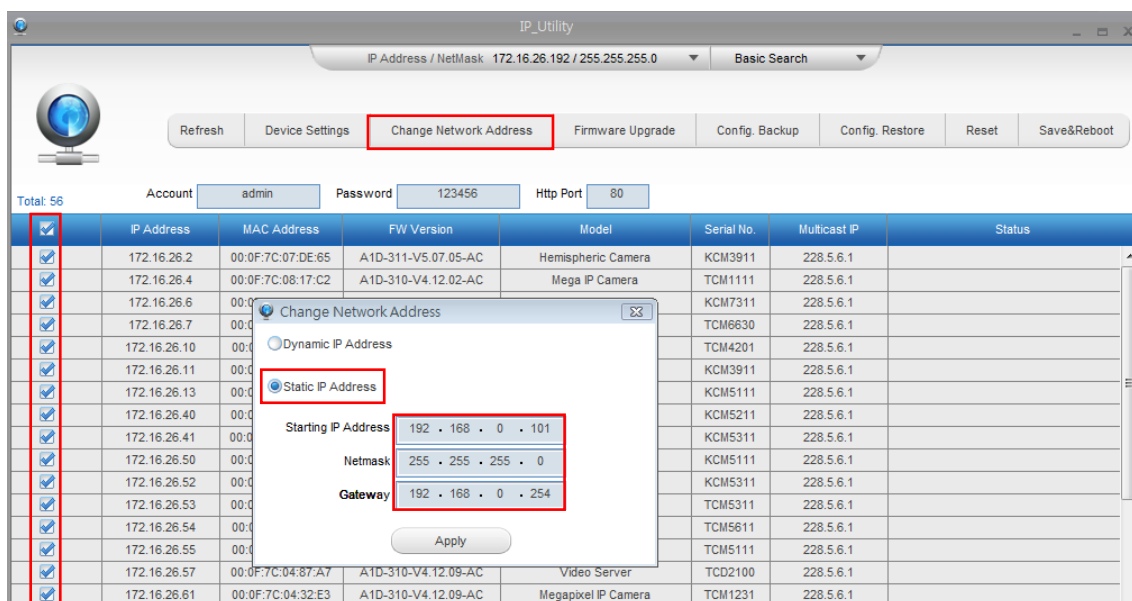 IP_Utility
IP Address / NetMask 172.16.26.192 / 255.255.255.0 Basic Search
Refresh Device Settings Change Network Address Firmware Upgrade Config. Backup Config. Restore Reset Save&Reboot
Total: 56 Account admin Password 123456 Http Port 80
IP Address MAC Address FW Version Model Serial No. Multicast IP Status
172.16.26.2 00:0F:7C:07:DE:65 A1D-311-V5.07.05-AC Hemispheric Camera KCM3911 228.5.6.1
172.16.26.4 00:0F:7C:08:17:C2 A1D-310-V4.12.02-AC Mega IP Camera TCM1111 228.5.6.1
172.16.26.6 KCM7311 228.5.6.1
172.16.26.7 TCM6630 228.5.6.1
172.16.26.10 TCM4201 228.5.6.1
172.16.26.11 KCM3911 228.5.6.1
172.16.26.13 KCM5111 228.5.6.1
172.16.26.40 KCM5211 228.5.6.1
172.16.26.41 KCM5311 228.5.6.1
172.16.26.50 KCM5111 228.5.6.1
172.16.26.52 KCM5311 228.5.6.1
172.16.26.53 TCM5311 228.5.6.1
172.16.26.54 TCM5611 228.5.6.1
172.16.26.55 TCM5111 228.5.6.1
172.16.26.57 00:0F:7C:04:87:A7 A1D-310-V4.12.09-AC Video Server TCD2100 228.5.6.1
172.16.26.61 00:0F:7C:04:32:E3 A1D-310-V4.12.09-AC Megapixel IP Camera TCM1231 228.5.6.1
Change Network Address
Dynamic IP Address
Static IP Address
Starting IP Address 192 . 168 . 0 . 101
Netmask 255 . 255 . 255 . 0
Gateway 192 . 168 . 0 . 254
Apply